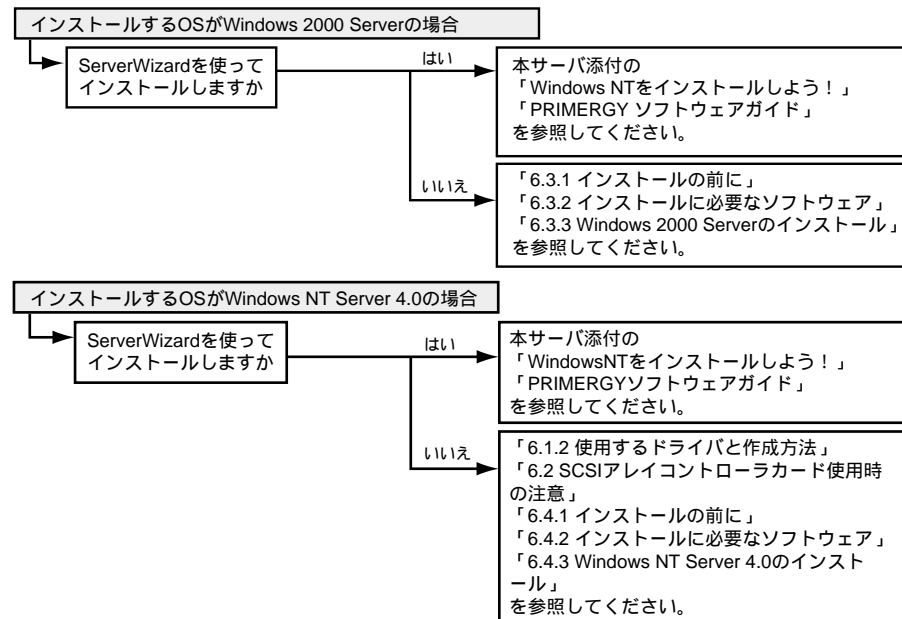 インストールするOSがWindows 2000 Serverの場合
ServerWizardを使って
インストールしますか
はい
本サーバ添付の
「Windows NTをインストールしよう！」
「PRIMERGY ソフトウェアガイド」
を参照してください。
いいえ
「6.3.1 インストールの前に」
「6.3.2 インストールに必要なソフトウェア」
「6.3.3 Windows 2000 Serverのインストール」
を参照してください。
インストールするOSがWindows NT Server 4.0の場合
ServerWizardを使って
インストールしますか
はい
本サーバ添付の
「WindowsNTをインストールしよう！」
「PRIMERGYソフトウェアガイド」
を参照してください。
いいえ
「6.1.2 使用するドライバと作成方法」
「6.2 SCSIアレイコントローラカード使用時
の注意」
「6.4.1 インストールの前に」
「6.4.2 インストールに必要なソフトウェア」
「6.4.3 Windows NT Server 4.0のインスト
ール」
を参照してください。